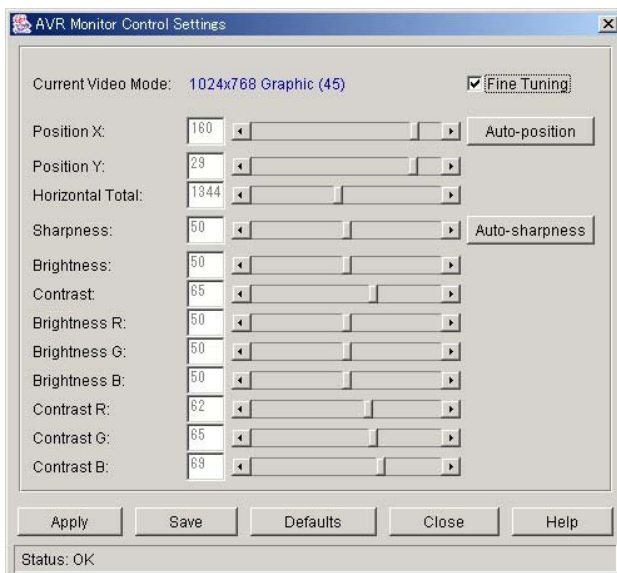 AVR Monitor Control Settings
Current Video Mode: 1024x768 Graphic (45) Fine Tuning
Position X: 160 Auto-position
Position Y: 29
Horizontal Total: 1344
Sharpness: 50 Auto-sharpness
Brightness: 50
Contrast: 65
Brightness R: 50
Brightness G: 50
Brightness B: 50
Contrast R: 62
Contrast G: 65
Contrast B: 69
Apply Save Defaults Close Help
Status: OK